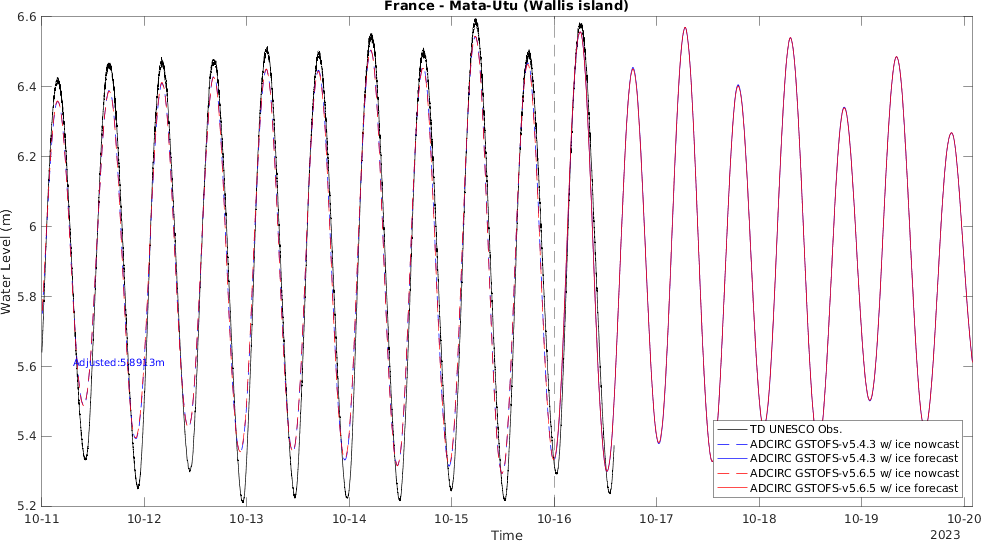 France - Mata-Utu (Wallis island)
6.6
6.4
6.2
6
5.8
5.6
5.4
5.2
Water Level (m)
Adjusted:5.8913m
TD UNESCO Obs.
ADCIRC GSTOFS-v5.4.3 w/ ice nowcast
ADCIRC GSTOFS-v5.4.3 w/ ice forecast
ADCIRC GSTOFS-v5.6.5 w/ ice nowcast
ADCIRC GSTOFS-v5.6.5 w/ ice forecast
10-11 10-12 10-13 10-14 10-15 10-16 10-17 10-18 10-19 10-20
Time
2023